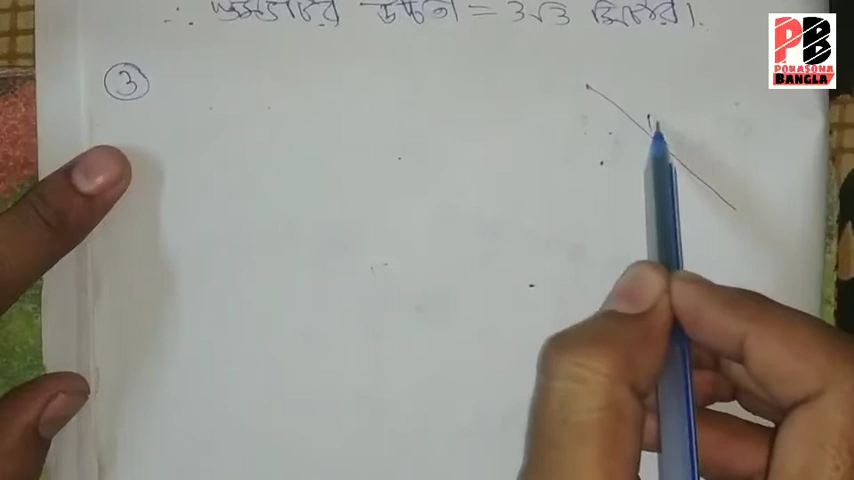 ∴ স্তম্ভটির উচ্চতা = 3√3 মিটার।
PB
PORASONA
BANGLA
③